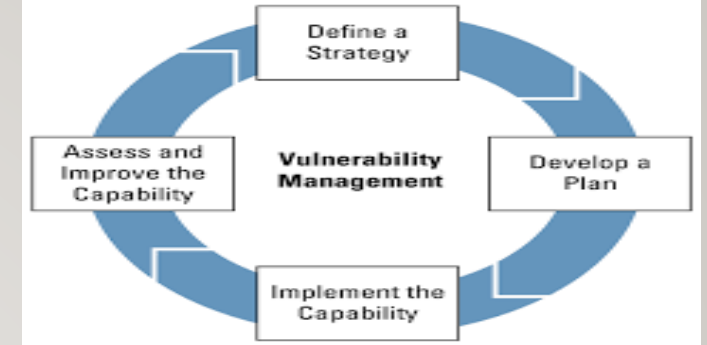 Define a
Strategy
Assess and
Improve the
Capability
Vulnerability
Management
Develop a
Plan
Implement the
Capability